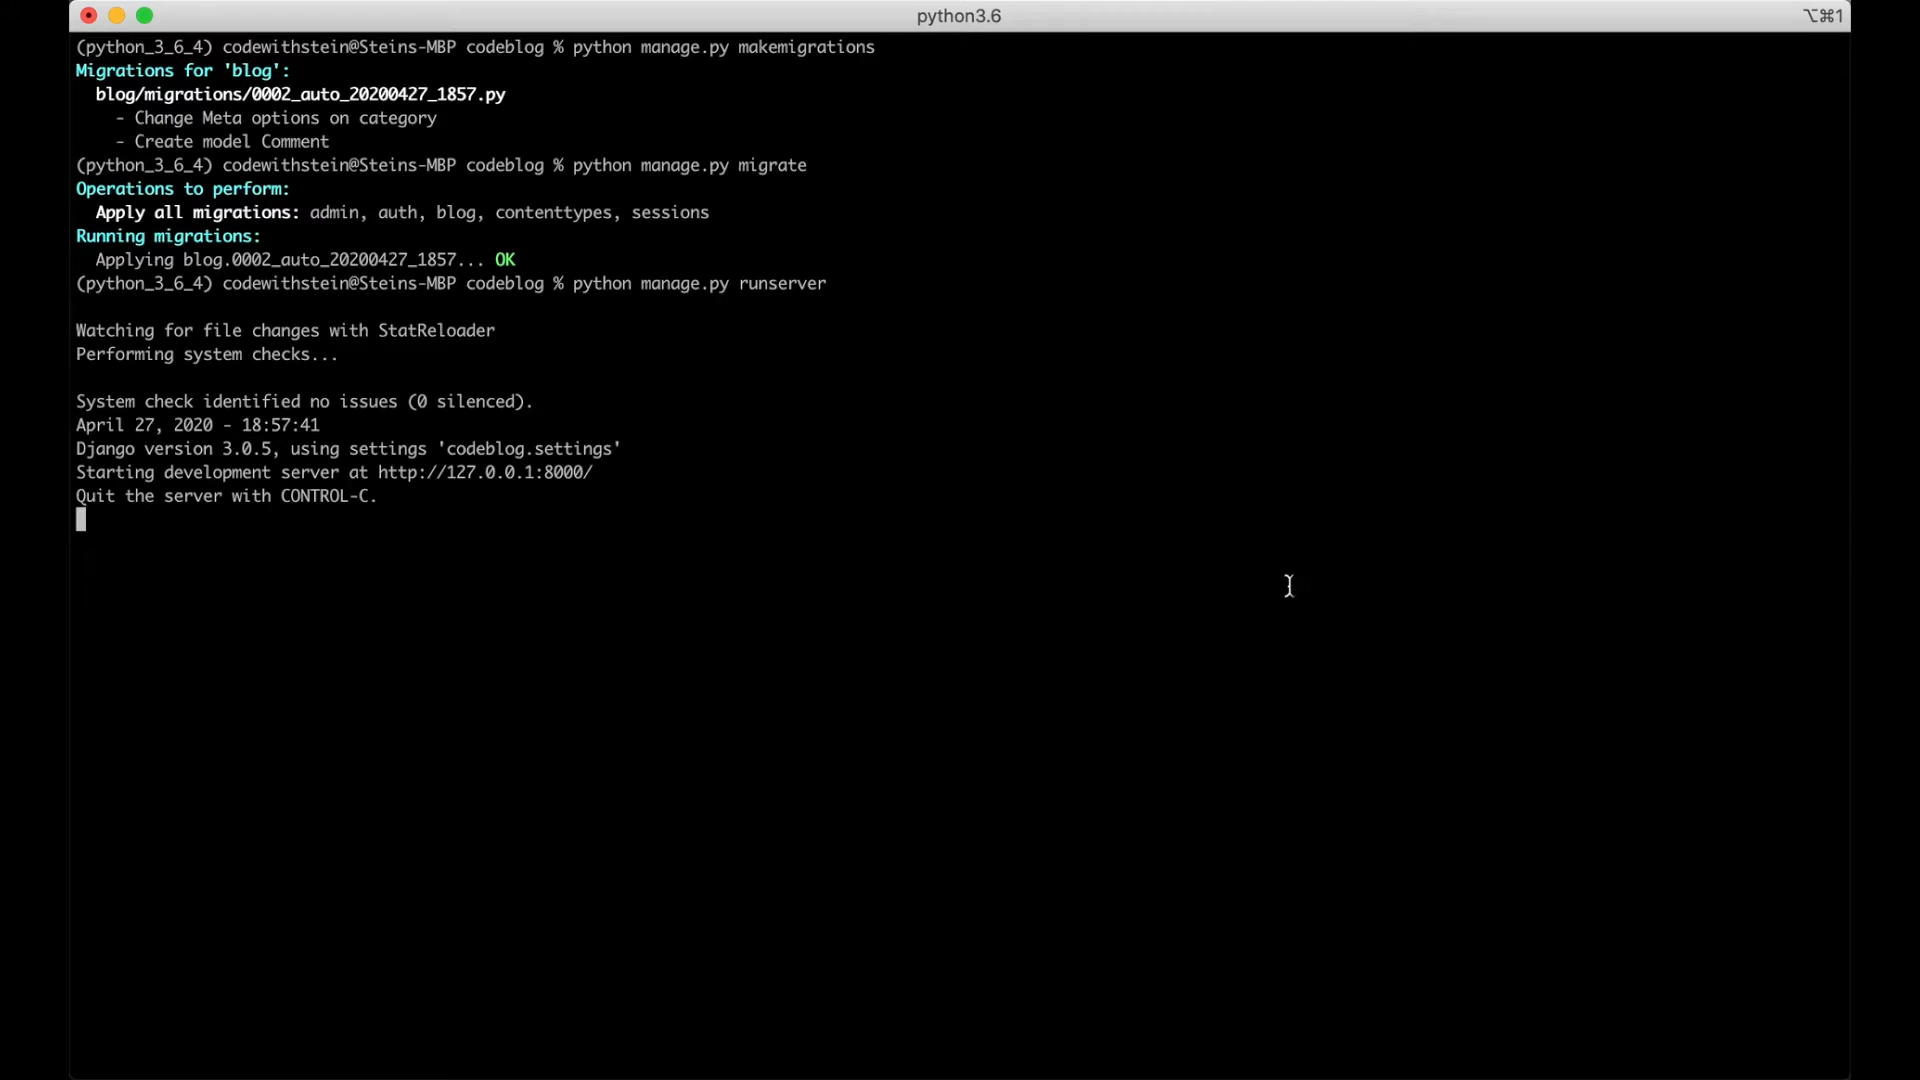 python3.6
⌥⌘1
(python_3_6_4) codewithstein@Steins-MBP codeblog % python manage.py makemigrations
Migrations for 'blog':
  blog/migrations/0002_auto_20200427_1857.py
    - Change Meta options on category
    - Create model Comment
(python_3_6_4) codewithstein@Steins-MBP codeblog % python manage.py migrate
Operations to perform:
  Apply all migrations: admin, auth, blog, contenttypes, sessions
Running migrations:
  Applying blog.0002_auto_20200427_1857... OK
(python_3_6_4) codewithstein@Steins-MBP codeblog % python manage.py runserver
Watching for file changes with StatReloader
Performing system checks...
System check identified no issues (0 silenced).
April 27, 2020 - 18:57:41
Django version 3.0.5, using settings 'codeblog.settings'
Starting development server at http://127.0.0.1:8000/
Quit the server with CONTROL-C.